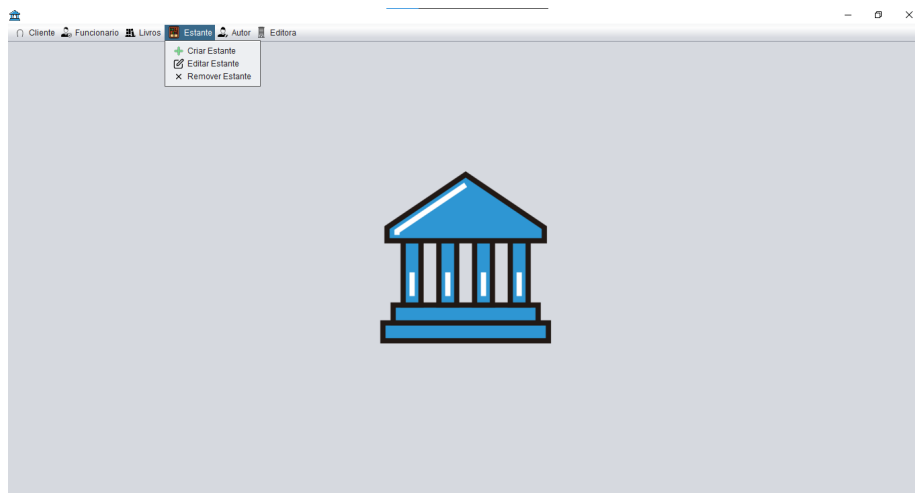 Cliente Funcionario Livros Estante Autor Editora
Criar Estante
Editar Estante
Remover Estante